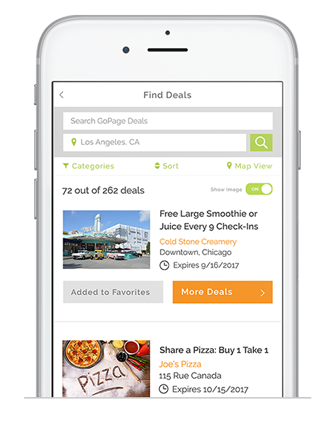 Find Deals
Search GoPage Deals
Los Angeles, CA
Categories
Sort
Map View
72 out of 262 deals
Show Image
ON
Free Large Smoothie or
Juice Every 9 Check-Ins
Cold Stone Creamery
Downtown, Chicago
Expires 9/16/2017
Added to Favorites
More Deals
Pizza
Share a Pizza: Buy 1 Take 1
Joe's Pizza
115 Rue Canada
Expires 10/15/2017